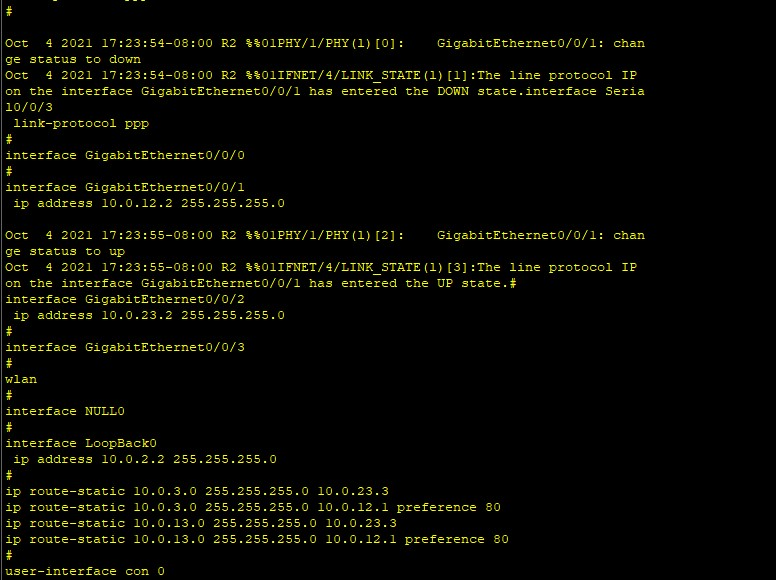 #
Oct  4 2021 17:23:54-08:00 R2 %%01PHY/1/PHY(l)[0]:    GigabitEthernet0/0/1: chan
ge status to down
Oct  4 2021 17:23:54-08:00 R2 %%01IFNET/4/LINK_STATE(l)[1]:The line protocol IP
on the interface GigabitEthernet0/0/1 has entered the DOWN state.interface Seria
l0/0/3
 link-protocol ppp
#
interface GigabitEthernet0/0/0
#
interface GigabitEthernet0/0/1
 ip address 10.0.12.2 255.255.255.0
Oct  4 2021 17:23:55-08:00 R2 %%01PHY/1/PHY(l)[2]:    GigabitEthernet0/0/1: chan
ge status to up
Oct  4 2021 17:23:55-08:00 R2 %%01IFNET/4/LINK_STATE(l)[3]:The line protocol IP
on the interface GigabitEthernet0/0/1 has entered the UP state.#
interface GigabitEthernet0/0/2
 ip address 10.0.23.2 255.255.255.0
#
interface GigabitEthernet0/0/3
#
wlan
#
interface NULL0
#
interface LoopBack0
 ip address 10.0.2.2 255.255.255.0
#
ip route-static 10.0.3.0 255.255.255.0 10.0.23.3
ip route-static 10.0.3.0 255.255.255.0 10.0.12.1 preference 80
ip route-static 10.0.13.0 255.255.255.0 10.0.23.3
ip route-static 10.0.13.0 255.255.255.0 10.0.12.1 preference 80
#
user-interface con 0